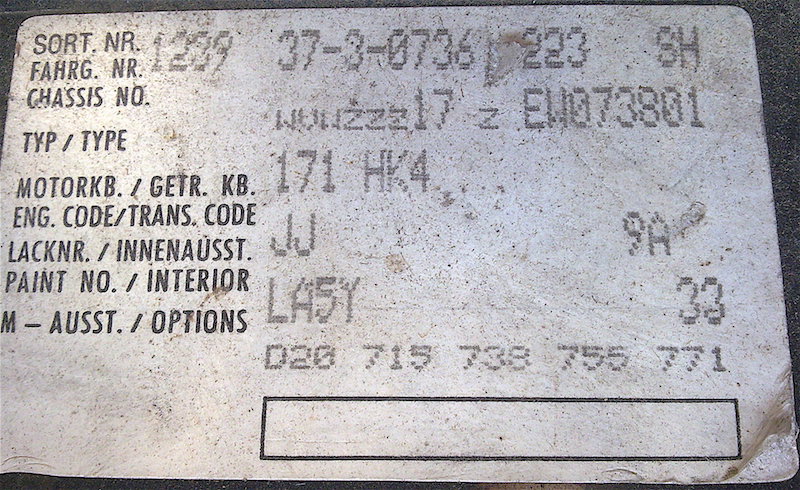 SORT. NR. 1239 37-3-0736 223 8H
FAHRG. NR.
CHASSIS NO. WVWZZZ17 Z EW073801
TYP / TYPE 171 HK4
MOTORKB. / GETR. KB.
ENG. CODE/TRANS. CODE JJ 9A
LACKNR. / INNENAUSST.
PAINT NO. / INTERIOR LA5Y 33
M – AUSST. / OPTIONS D20 715 738 755 771